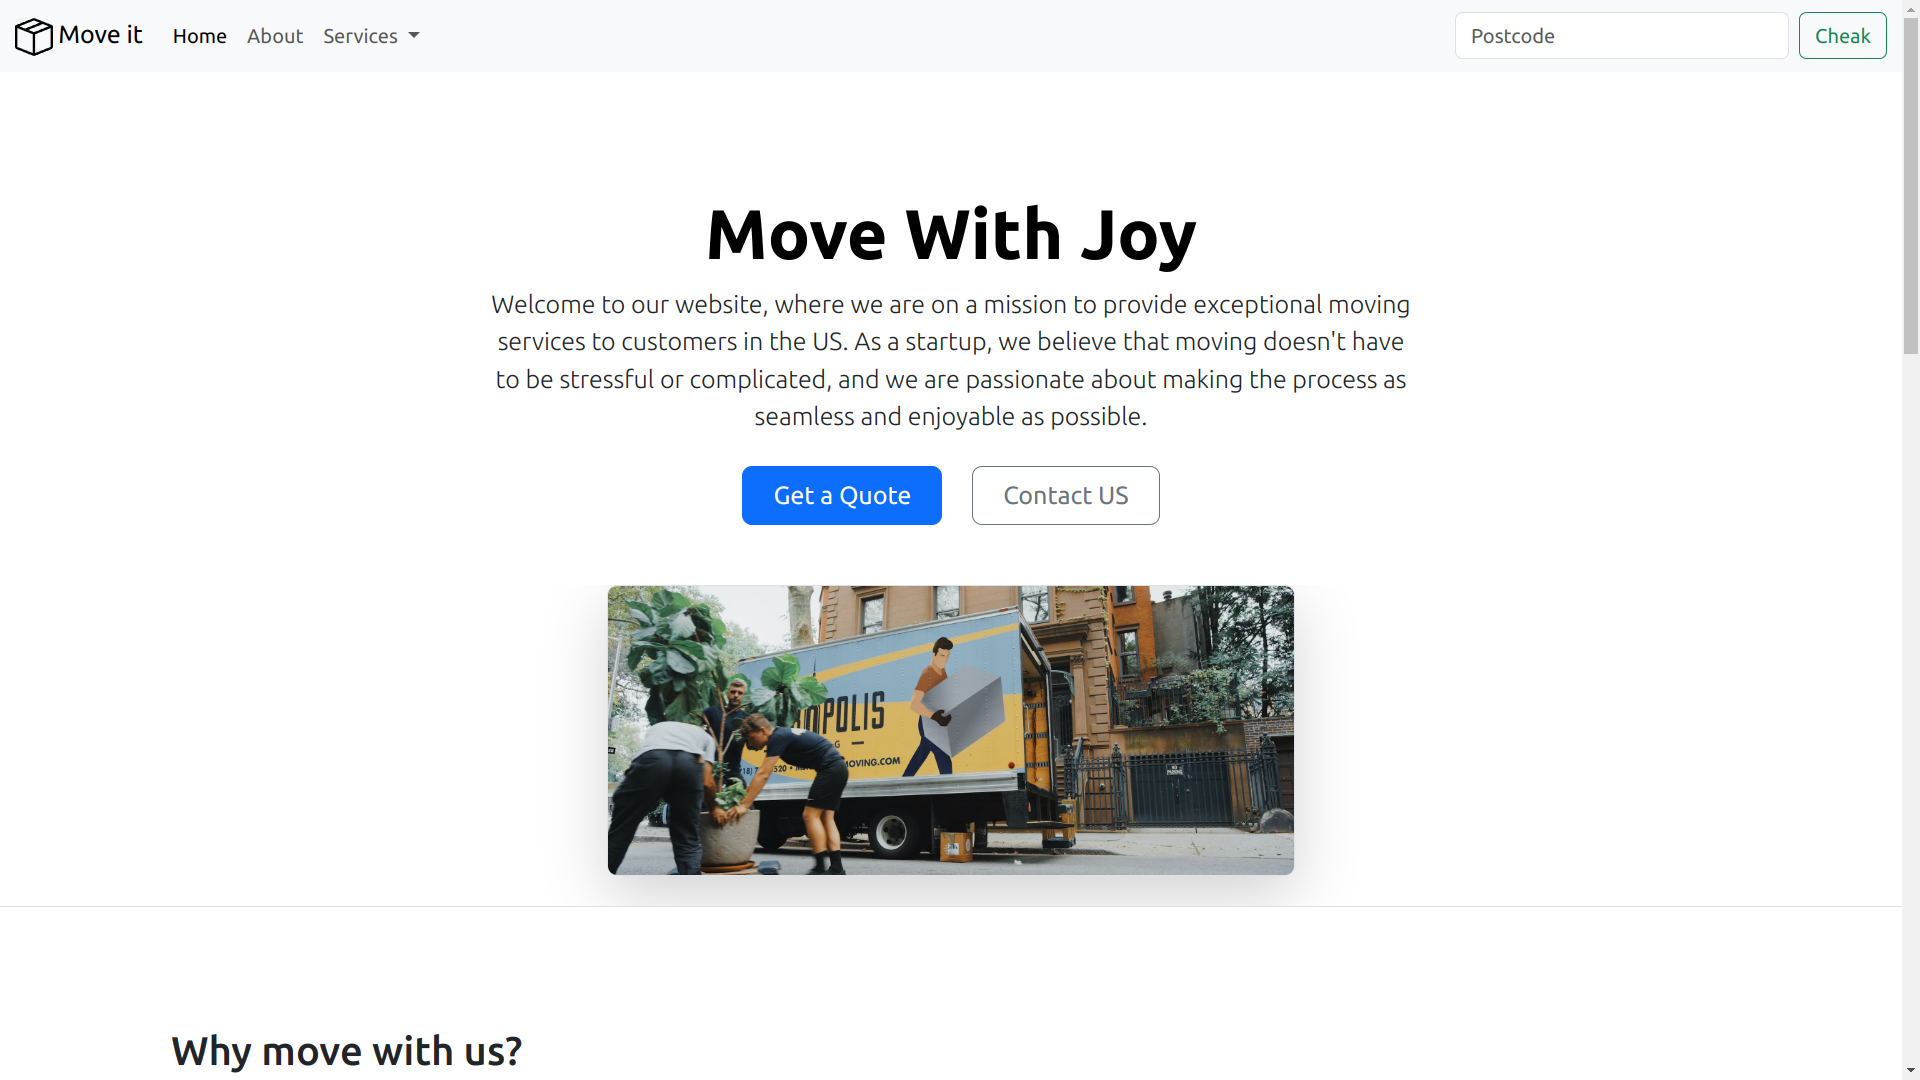 Move it
Home
About
Services
Postcode
Cheak
Move With Joy
Welcome to our website, where we are on a mission to provide exceptional moving
services to customers in the US. As a startup, we believe that moving doesn't have
to be stressful or complicated, and we are passionate about making the process as
seamless and enjoyable as possible.
Get a Quote
Contact US
POLIS
MOVING.COM
NO
PARKING
Why move with us?